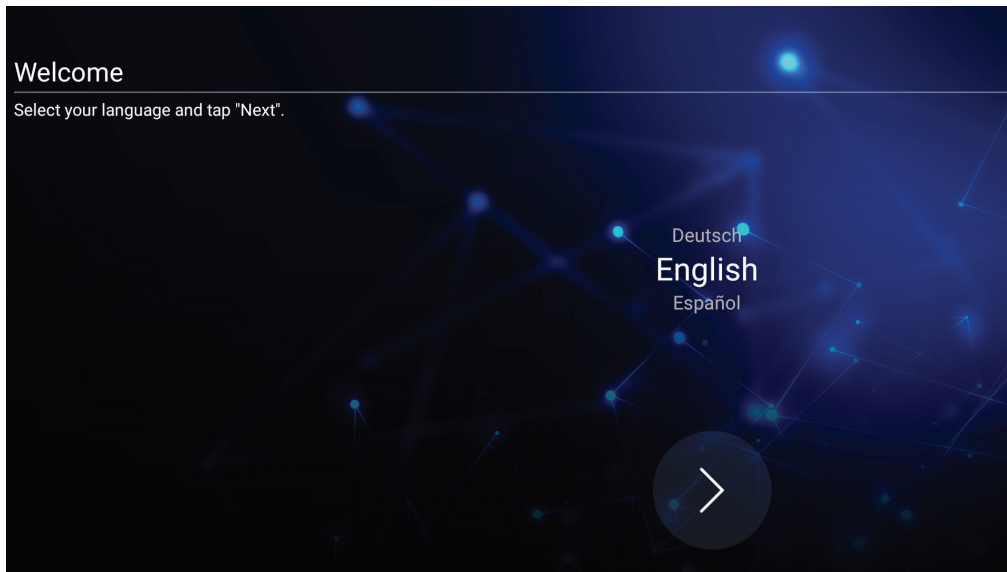 Welcome
Select your language and tap "Next".
Deutsch
English
Español